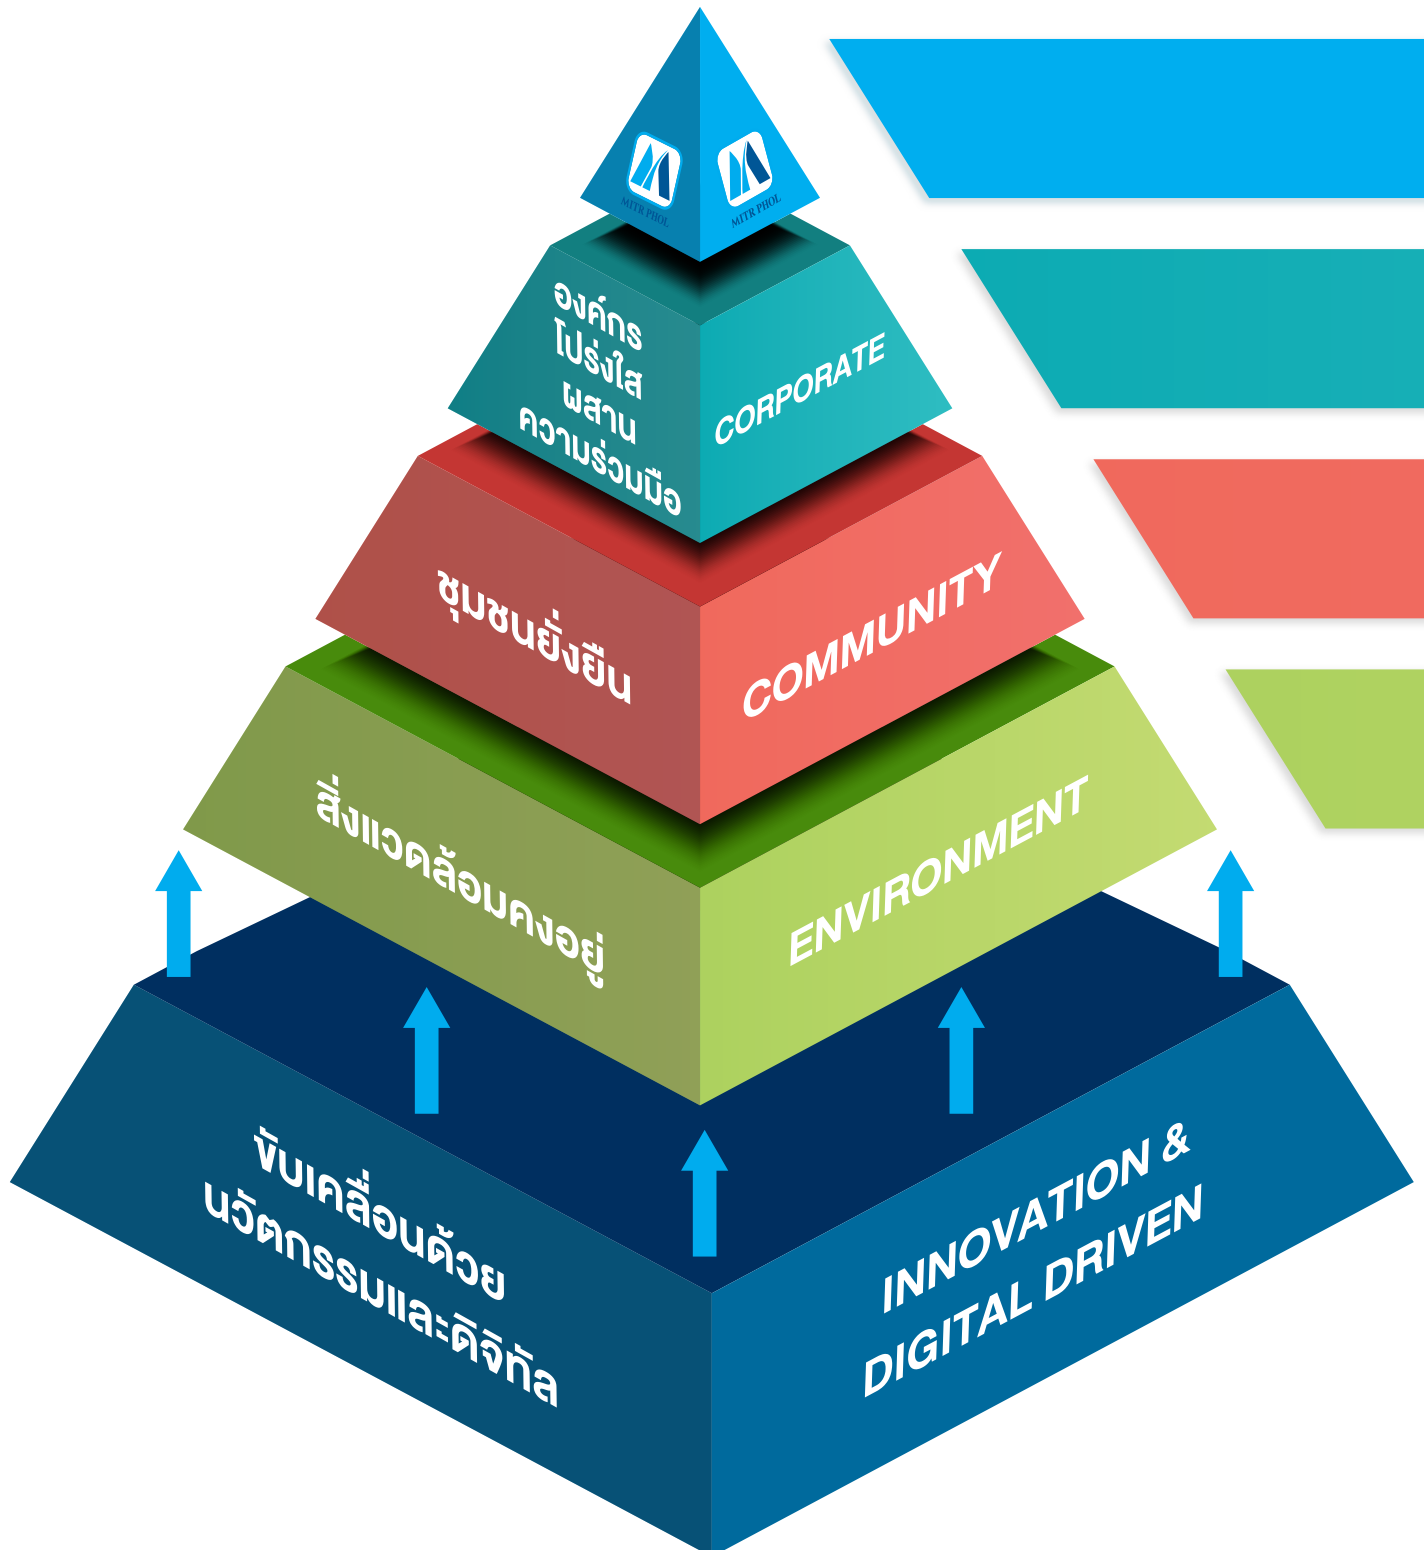 MITR PHOL
MITR PHOL
องค์กร
โปร่งใส
ผสาน
ความร่วมมือ
CORPORATE
ชุมชนยั่งยืน
COMMUNITY
สิ่งแวดล้อมคงอยู่
ENVIRONMENT
ขับเคลื่อนด้วย
นวัตกรรมและดิจิทัล
INNOVATION &
DIGITAL DRIVEN